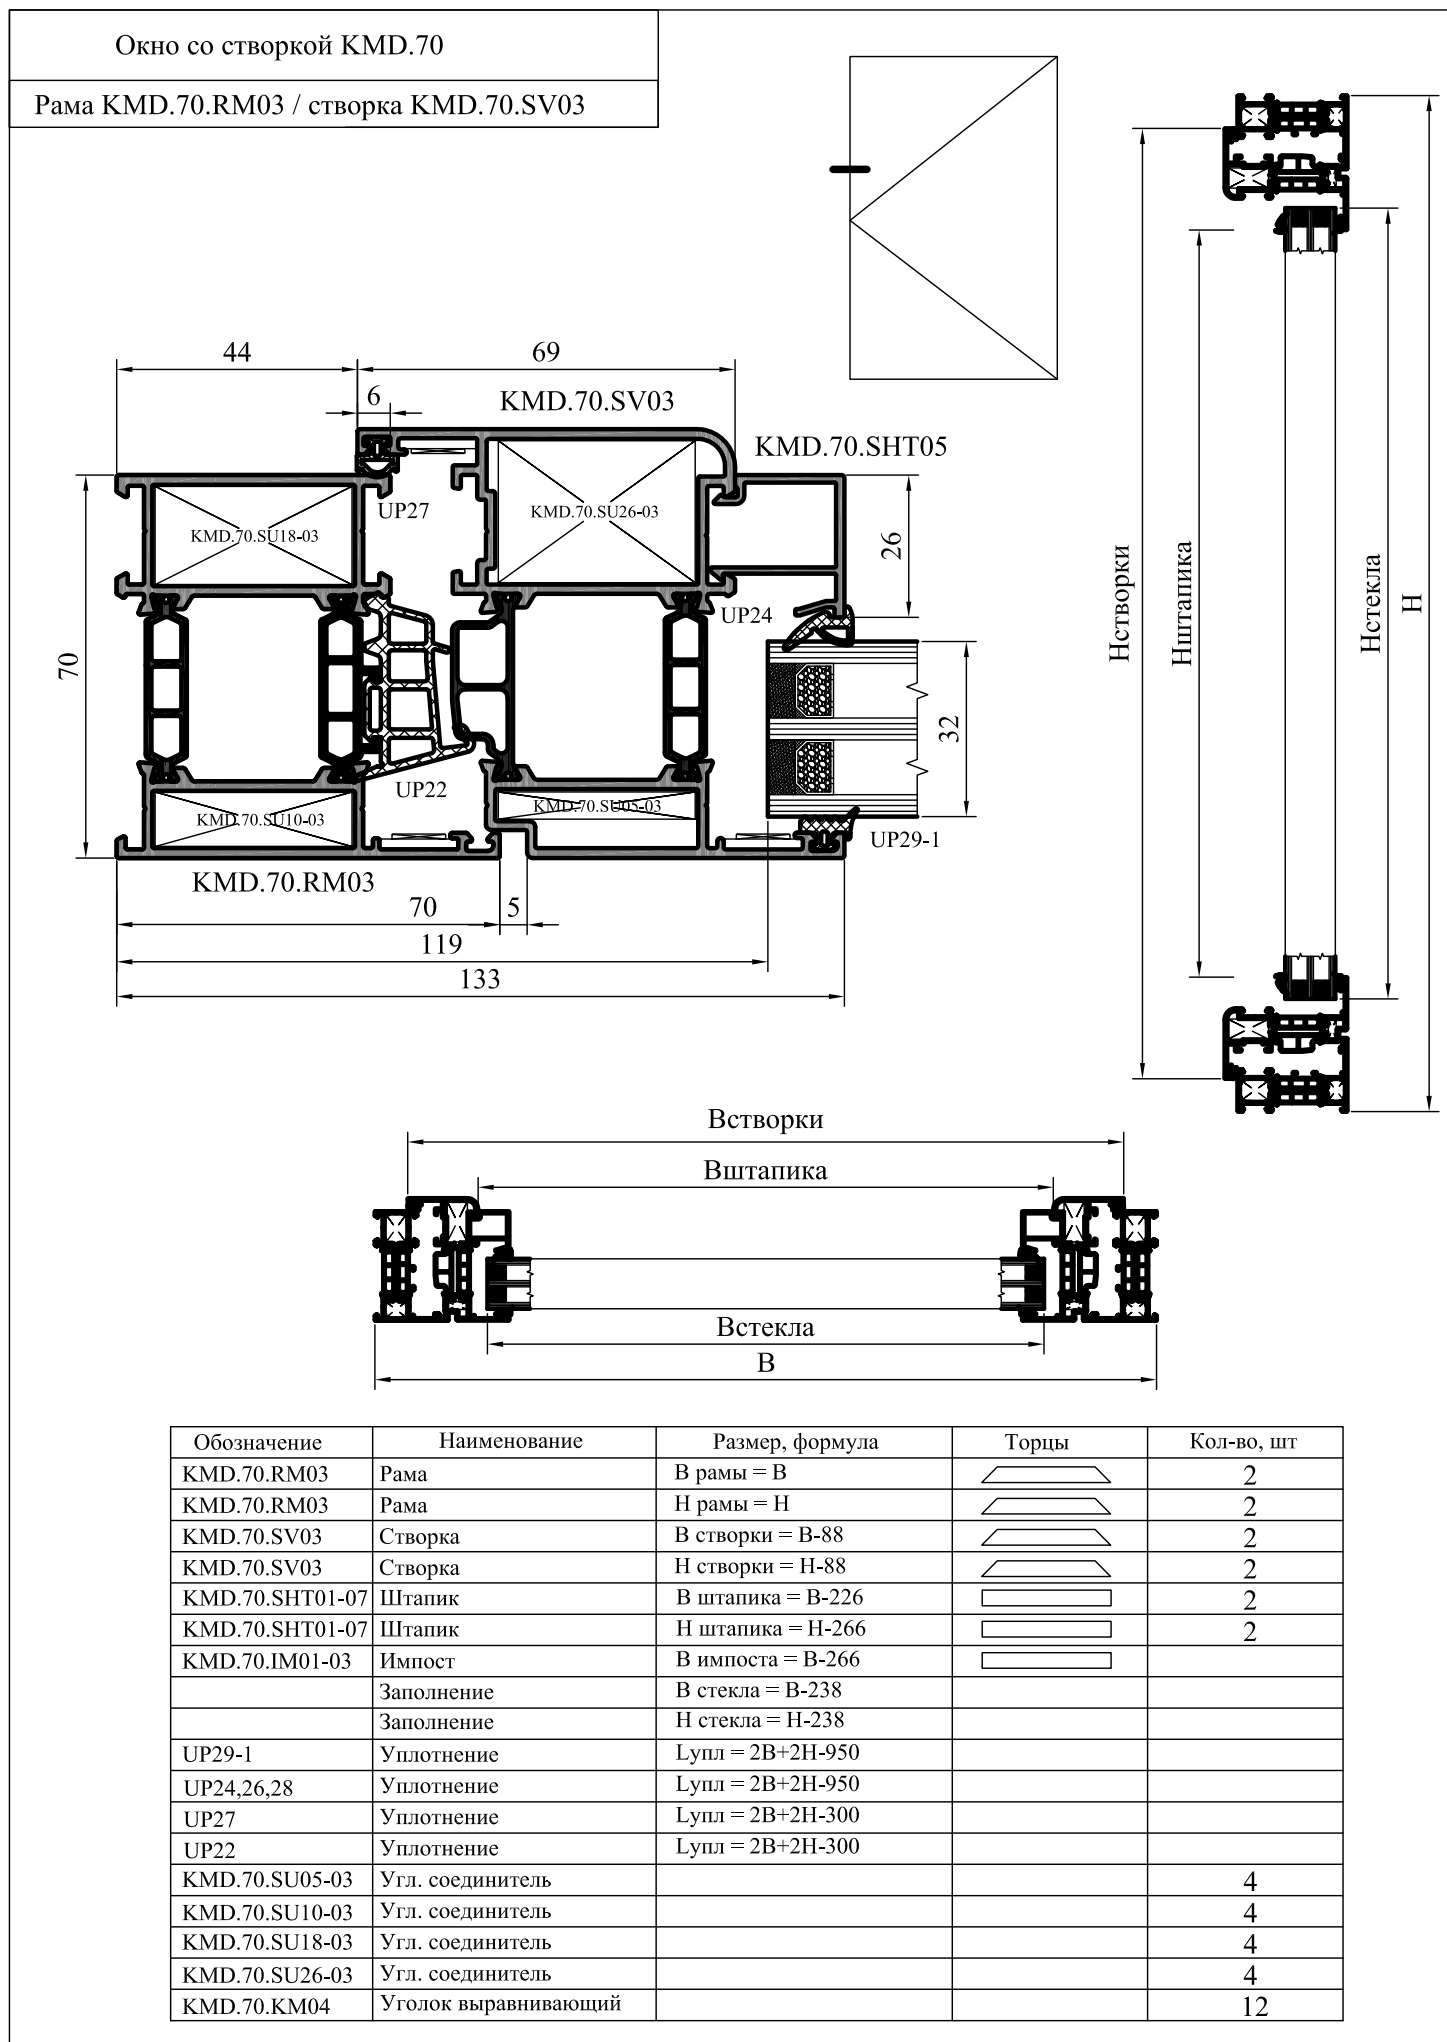 Окно со створкой KMD.70
Рама KMD.70.RM03 / створка KMD.70.SV03
44
69
6
KMD.70.SV03
KMD.70.SHT05
UP27
KMD.70.SU18-03
KMD.70.SU26-03
26
UP24
70
32
UP22
KMD.70.SU10-03
KMD.70.SU05-03
UP29-1
KMD.70.RM03
70
5
119
133
Нстворки
Нштапика
Нстекла
Н
Встворки
Вштапика
Встекла
В
Обозначение Наименование Размер, формула Торцы Кол-во, шт
KMD.70.RM03 Рама В рамы = В 2
KMD.70.RM03 Рама Н рамы = Н 2
KMD.70.SV03 Створка В створки = В-88 2
KMD.70.SV03 Створка Н створки = Н-88 2
KMD.70.SHT01-07 Штапик В штапика = В-226 2
KMD.70.SHT01-07 Штапик Н штапика = Н-266 2
KMD.70.IM01-03 Импост В импоста = В-266
Заполнение В стекла = В-238
Заполнение Н стекла = Н-238
UP29-1 Уплотнение Lупл = 2В+2Н-950
UP24,26,28 Уплотнение Lупл = 2В+2Н-950
UP27 Уплотнение Lупл = 2В+2Н-300
UP22 Уплотнение Lупл = 2В+2Н-300
KMD.70.SU05-03 Угл. соединитель 4
KMD.70.SU10-03 Угл. соединитель 4
KMD.70.SU18-03 Угл. соединитель 4
KMD.70.SU26-03 Угл. соединитель 4
KMD.70.KM04 Уголок выравнивающий 12